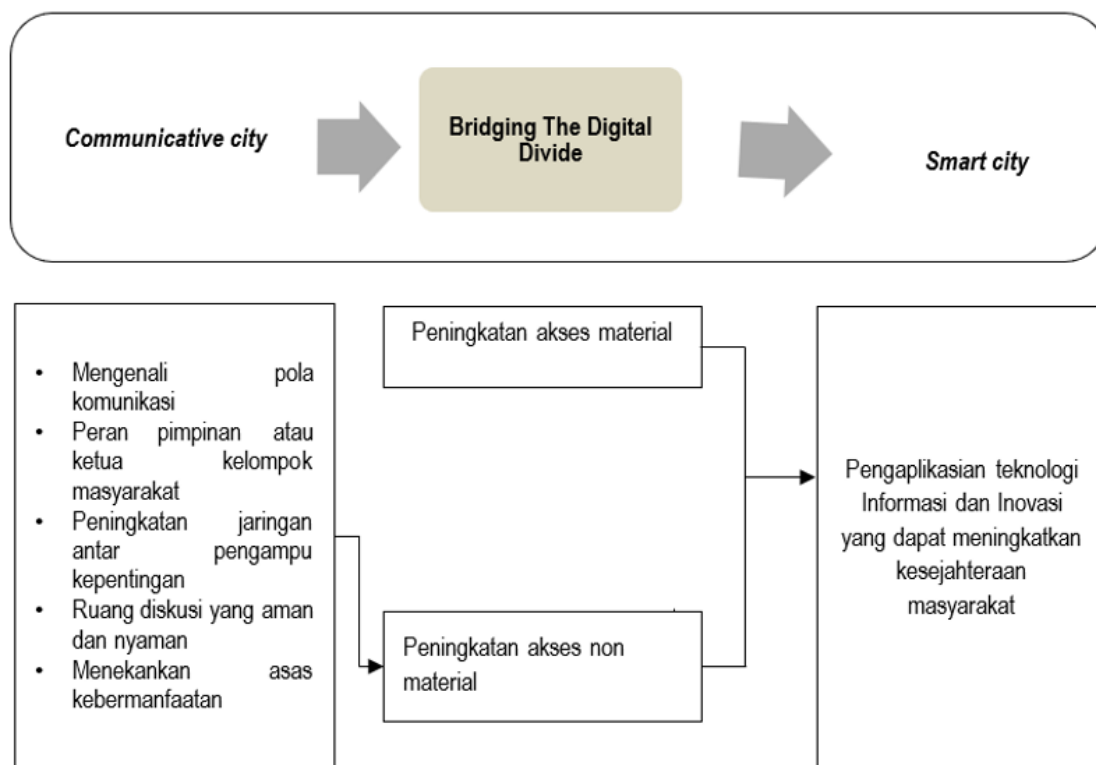 Communicative city
Bridging The Digital
Divide
Smart city
• Mengenali pola
komunikasi
• Peran pimpinan atau
ketua kelompok
masyarakat
• Peningkatan jaringan
antar pengampu
kepentingan
• Ruang diskusi yang aman
dan nyaman
• Menekankan asas
kebermanfaatan
Peningkatan akses material
Peningkatan akses non
material
Pengaplikasian teknologi
Informasi dan Inovasi
yang dapat meningkatkan
kesejahteraan
masyarakat